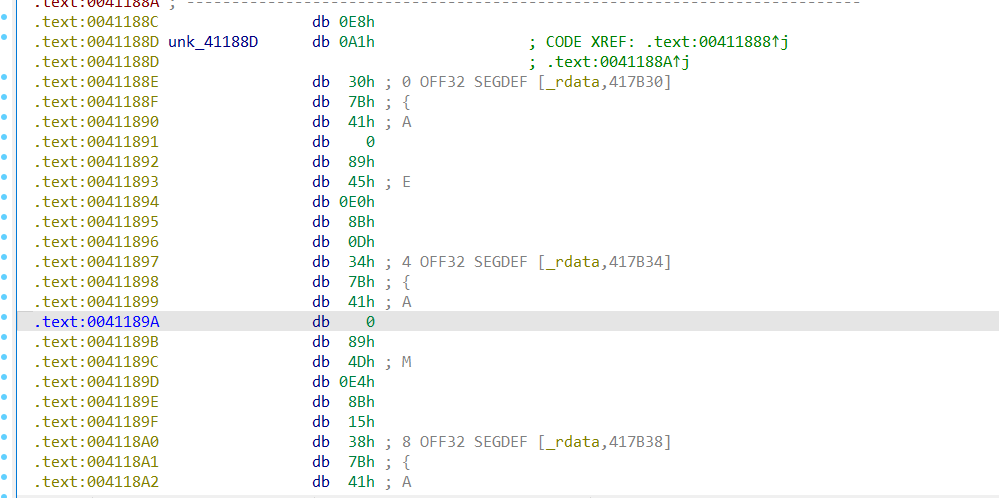 .text:0041188A ; ---------------------------------------------------------------------------
.text:0041188C db 0E8h
.text:0041188D unk_41188D db 0A1h ; CODE XREF: .text:00411888↑j
.text:0041188D ; .text:0041188A↑j
.text:0041188E db 30h ; 0 OFF32 SEGDEF [_rdata,417B30]
.text:0041188F db 7Bh ; {
.text:00411890 db 41h ; A
.text:00411891 db 0
.text:00411892 db 89h
.text:00411893 db 45h ; E
.text:00411894 db 0E0h
.text:00411895 db 8Bh
.text:00411896 db 0Dh
.text:00411897 db 34h ; 4 OFF32 SEGDEF [_rdata,417B34]
.text:00411898 db 7Bh ; {
.text:00411899 db 41h ; A
.text:0041189A db 0
.text:0041189B db 89h
.text:0041189C db 4Dh ; M
.text:0041189D db 0E4h
.text:0041189E db 8Bh
.text:0041189F db 15h
.text:004118A0 db 38h ; 8 OFF32 SEGDEF [_rdata,417B38]
.text:004118A1 db 7Bh ; {
.text:004118A2 db 41h ; A